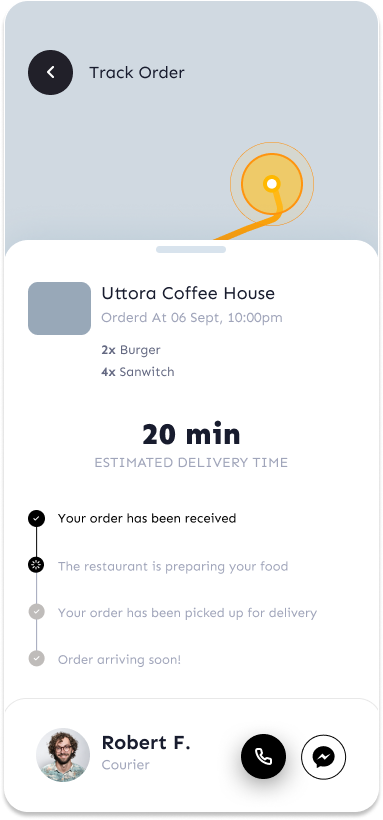 Track Order
Uttora Coffee House
Orderd At 06 Sept, 10:00pm
2x Burger
4x Sanwitch
20 min
ESTIMATED DELIVERY TIME
Your order has been received
The restaurant is preparing your food
Your order has been picked up for delivery
Order arriving soon!
Robert F.
Courier